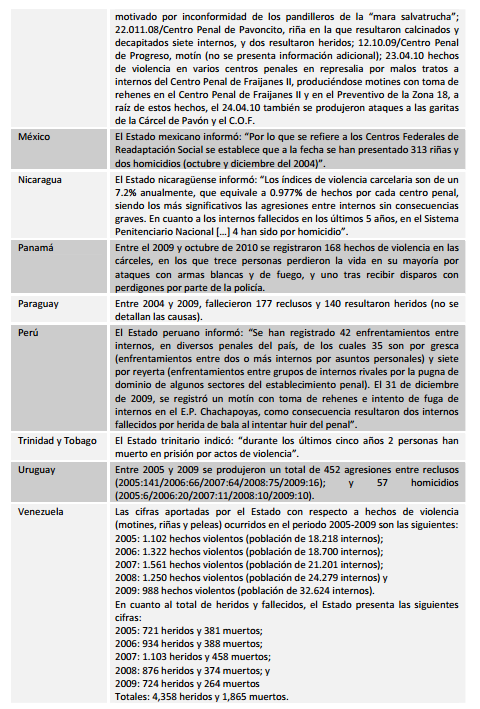 motivado por inconformidad de los pandilleros de la “mara salvatrucha”;
22.011.08/Centro Penal de Pavoncito, riña en la que resultaron calcinados y
decapitados siete internos, y dos resultaron heridos; 12.10.09/Centro Penal
de Progreso, motín (no se presenta información adicional); 23.04.10 hechos
de violencia en varios centros penales en represalia por malos tratos a
internos del Centro Penal de Fraijanes II, produciéndose motines con toma de
rehenes en el Centro Penal de Fraijanes II y en el Preventivo de la Zona 18, a
raíz de estos hechos, el 24.04.10 también se produjeron ataques a las garitas
de la Cárcel de Pavón y el C.O.F.
México
El Estado mexicano informó: “Por lo que se refiere a los Centros Federales de
Readaptación Social se establece que a la fecha se han presentado 313 riñas y
dos homicidios (octubre y diciembre del 2004)”.
Nicaragua
El Estado nicaragüense informó: “Los índices de violencia carcelaria son de un
7.2% anualmente, que equivale a 0.977% de hechos por cada centro penal,
siendo los más significativos las agresiones entre internos sin consecuencias
graves. En cuanto a los internos fallecidos en los últimos 5 años, en el Sistema
Penitenciario Nacional […] 4 han sido por homicidio”.
Panamá
Entre el 2009 y octubre de 2010 se registraron 168 hechos de violencia en las
cárceles, en los que trece personas perdieron la vida en su mayoría por
ataques con armas blancas y de fuego, y uno tras recibir disparos con
perdigones por parte de la policía.
Paraguay
Entre 2004 y 2009, fallecieron 177 reclusos y 140 resultaron heridos (no se
detallan las causas).
Perú
El Estado peruano informó: “Se han registrado 42 enfrentamientos entre
internos, en diversos penales del país, de los cuales 35 son por gresca
(enfrentamientos entre dos o más internos por asuntos personales) y siete
por reyerta (enfrentamientos entre grupos de internos rivales por la pugna de
dominio de algunos sectores del establecimiento penal). El 31 de diciembre
de 2009, se registró un motín con toma de rehenes e intento de fuga de
internos en el E.P. Chachapoyas, como consecuencia resultaron dos internos
fallecidos por herida de bala al intentar huir del penal”.
Trinidad y Tobago
El Estado trinitario indicó: “durante los últimos cinco años 2 personas han
muerto en prisión por actos de violencia”.
Uruguay
Entre 2005 y 2009 se produjeron un total de 452 agresiones entre reclusos
(2005:141/2006:66/2007:64/2008:75/2009:16); y 57 homicidios
(2005:6/2006:20/2007:11/2008:10/2009:10).
Venezuela
Las cifras aportadas por el Estado con respecto a hechos de violencia
(motines, riñas y peleas) ocurridos en el periodo 2005-2009 son las siguientes:
2005: 1.102 hechos violentos (población de 18.218 internos);
2006: 1.322 hechos violentos (población de 18.700 internos);
2007: 1.561 hechos violentos (población de 21.201 internos);
2008: 1.250 hechos violentos (población de 24.279 internos) y
2009: 988 hechos violentos (población de 32.624 internos).
En cuanto al total de heridos y fallecidos, el Estado presenta las siguientes
cifras:
2005: 721 heridos y 381 muertos;
2006: 934 heridos y 388 muertos;
2007: 1.103 heridos y 458 muertos;
2008: 876 heridos y 374 muertos; y
2009: 724 heridos y 264 muertos
Totales: 4,358 heridos y 1,865 muertos.